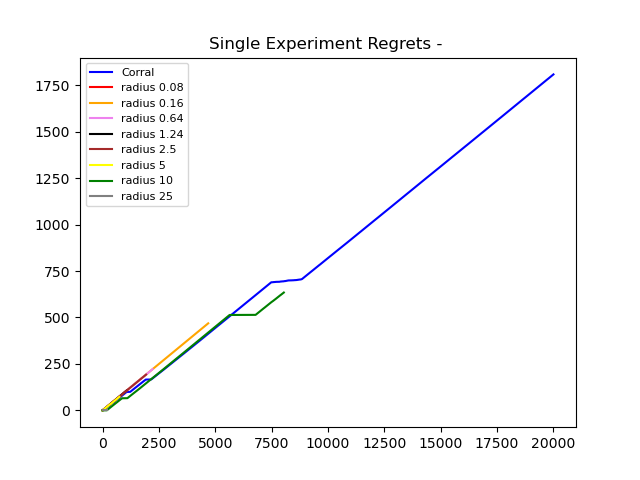 Single Experiment Regrets -
Corral
radius 0.08
radius 0.16
radius 0.64
radius 1.24
radius 2.5
radius 5
radius 10
radius 25
1750
1500
1250
1000
750
500
250
0
0 2500 5000 7500 10000 12500 15000 17500 20000